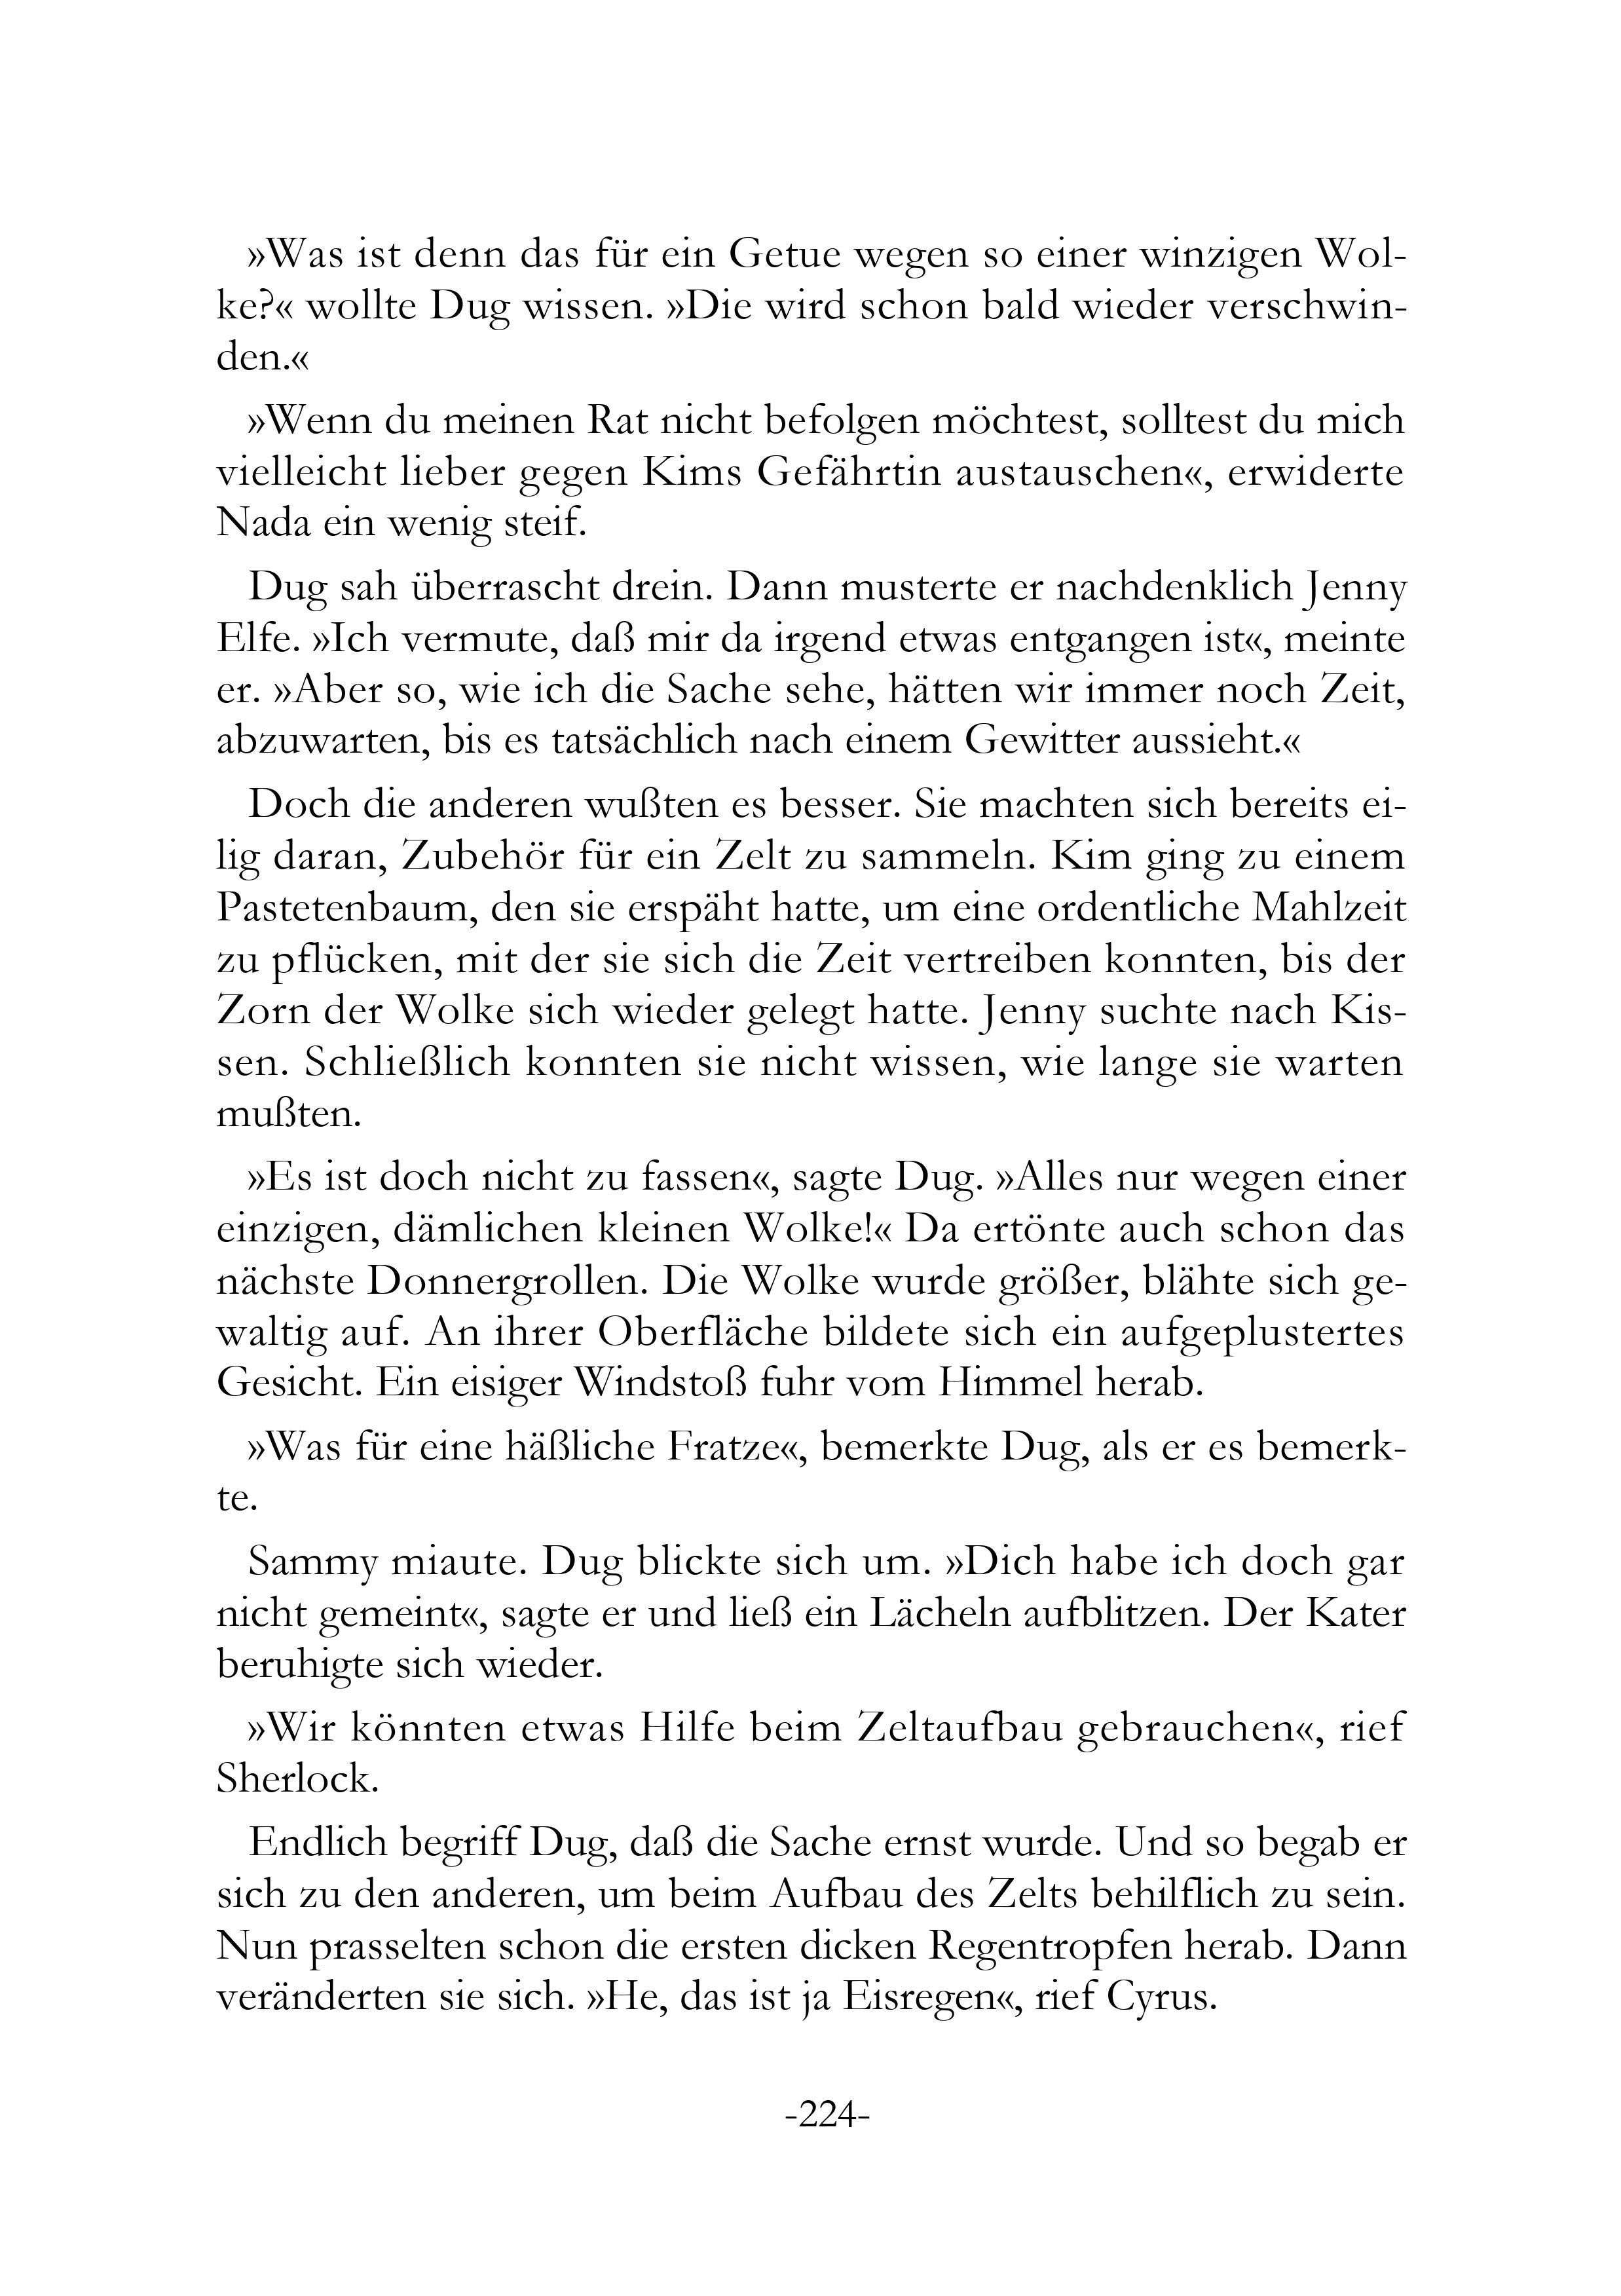 »Was ist denn das für ein Getue wegen so einer winzigen Wol-
ke?« wollte Dug wissen. »Die wird schon bald wieder verschwin-
den.«
»Wenn du meinen Rat nicht befolgen möchtest, solltest du mich
vielleicht lieber gegen Kims Gefährtin austauschen«, erwiderte
Nada ein wenig steif.
Dug sah überrascht drein. Dann musterte er nachdenklich Jenny
Elfe. »Ich vermute, daß mir da irgend etwas entgangen ist«, meinte
er. »Aber so, wie ich die Sache sehe, hätten wir immer noch Zeit,
abzuwarten, bis es tatsächlich nach einem Gewitter aussieht.«
Doch die anderen wußten es besser. Sie machten sich bereits ei-
lig daran, Zubehör für ein Zelt zu sammeln. Kim ging zu einem
Pastetenbaum, den sie erspäht hatte, um eine ordentliche Mahlzeit
zu pflücken, mit der sie sich die Zeit vertreiben konnten, bis der
Zorn der Wolke sich wieder gelegt hatte. Jenny suchte nach Kis-
sen. Schließlich konnten sie nicht wissen, wie lange sie warten
mußten.
»Es ist doch nicht zu fassen«, sagte Dug. »Alles nur wegen einer
einzigen, dämlichen kleinen Wolke!« Da ertönte auch schon das
nächste Donnergrollen. Die Wolke wurde größer, blähte sich ge-
waltig auf. An ihrer Oberfläche bildete sich ein aufgeplustertes
Gesicht. Ein eisiger Windstoß fuhr vom Himmel herab.
»Was für eine häßliche Fratze«, bemerkte Dug, als er es bemerk-
te.
Sammy miaute. Dug blickte sich um. »Dich habe ich doch gar
nicht gemeint«, sagte er und ließ ein Lächeln aufblitzen. Der Kater
beruhigte sich wieder.
»Wir könnten etwas Hilfe beim Zeltaufbau gebrauchen«, rief
Sherlock.
Endlich begriff Dug, daß die Sache ernst wurde. Und so begab er
sich zu den anderen, um beim Aufbau des Zelts behilflich zu sein.
Nun prasselten schon die ersten dicken Regentropfen herab. Dann
veränderten sie sich. »He, das ist ja Eisregen«, rief Cyrus.
-224-